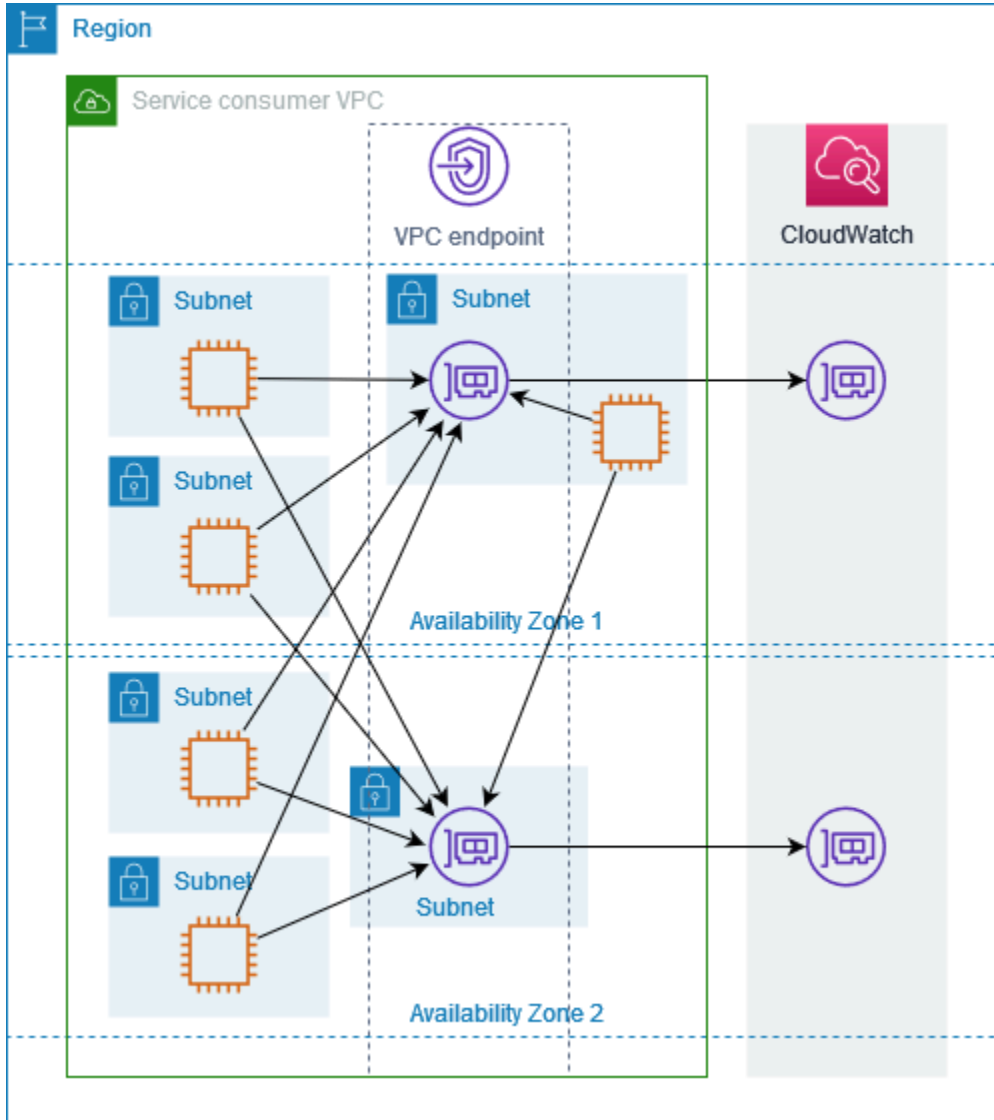 Region
Service consumer VPC
VPC endpoint
CloudWatch
Subnet
Subnet
Subnet
Availability Zone 1
Subnet
Subnet
Subnet
Availability Zone 2